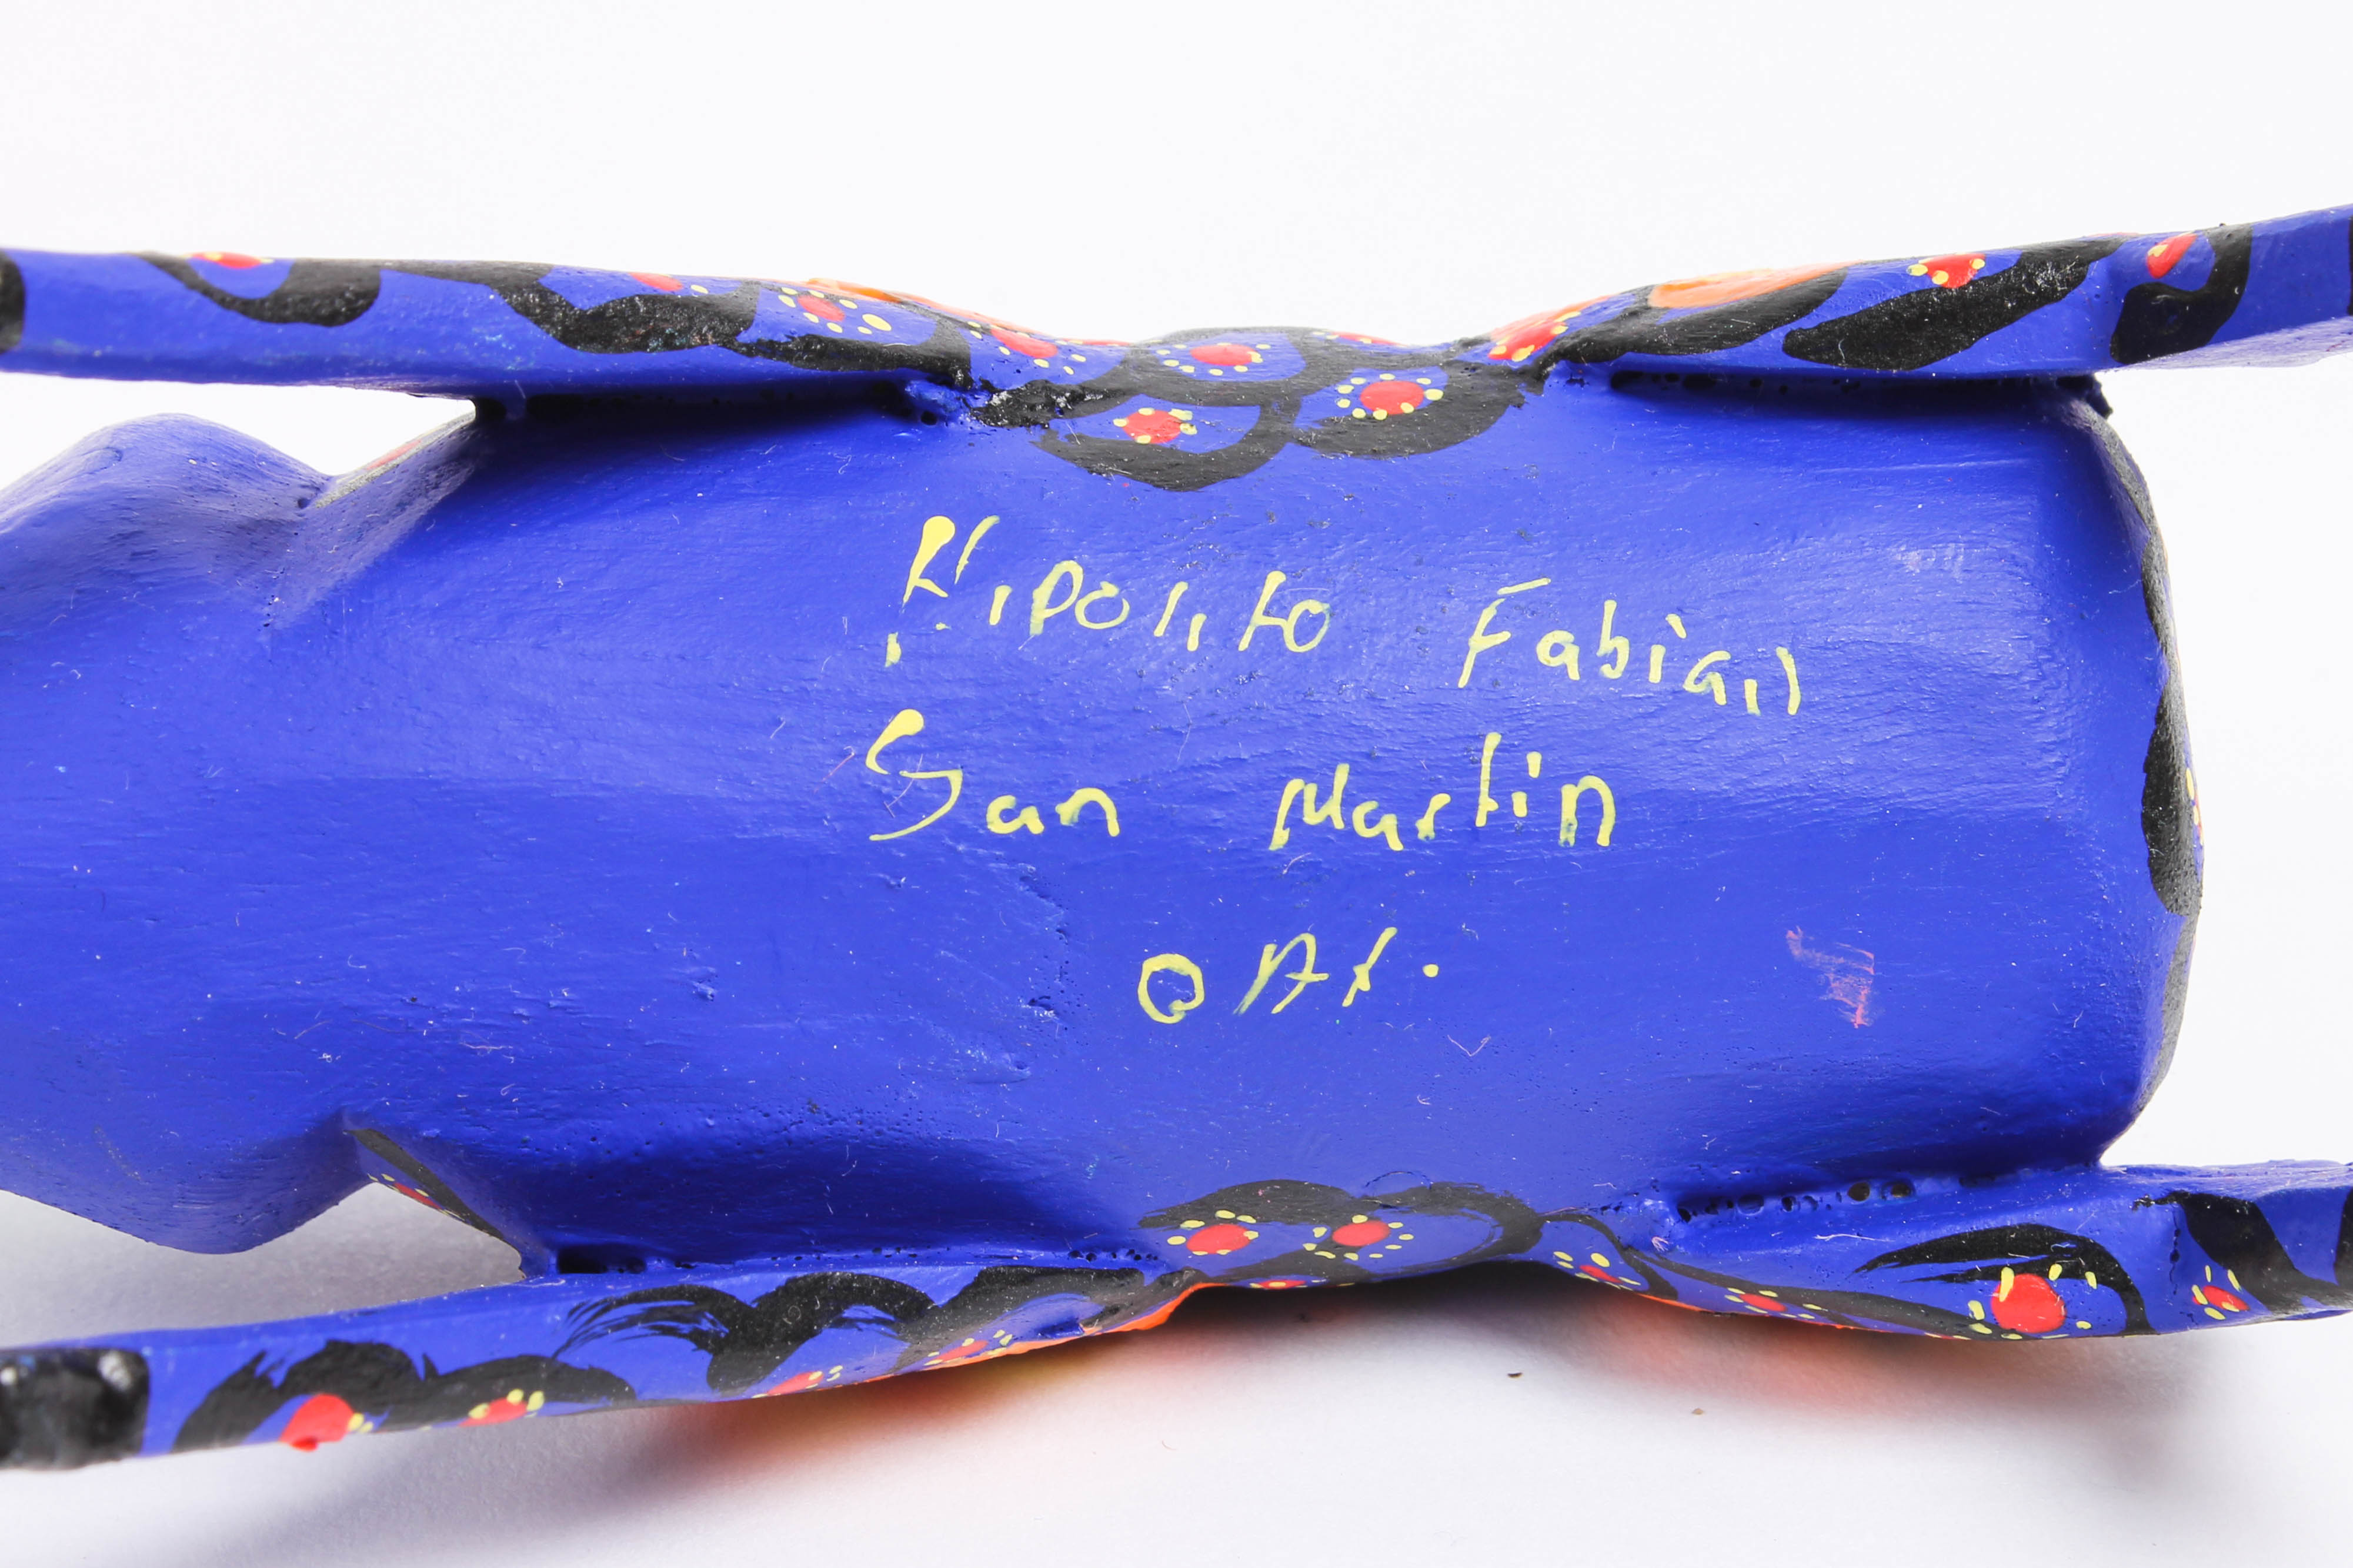 Hipolito Fabian
San Martin
OAX.